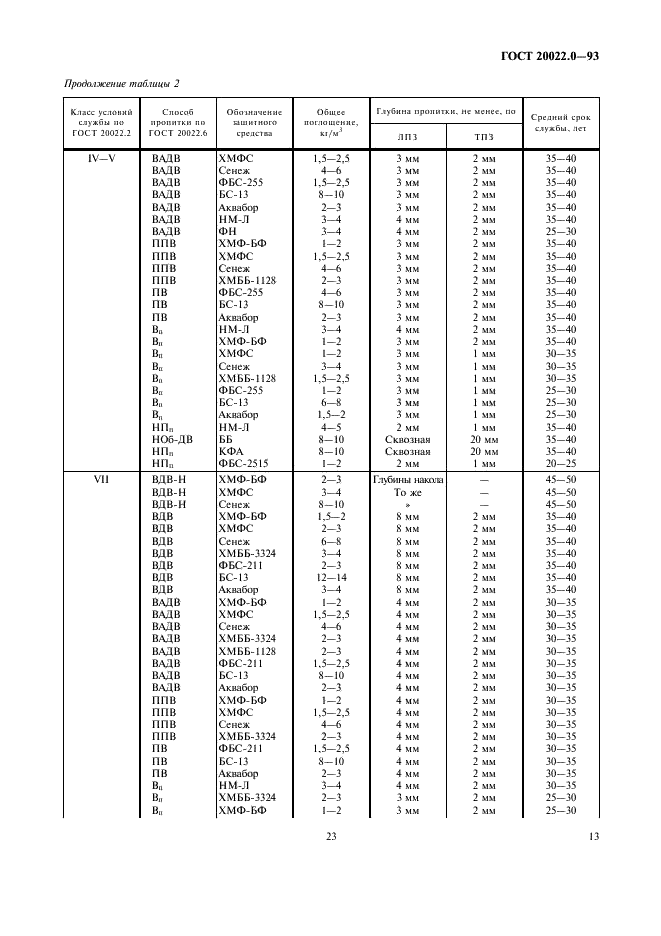 ГОСТ 20022.0—93
Продолжение таблицы 2
Класс условий службы по ГОСТ 20022.2 Способ пропитки по ГОСТ 20022.6 Обозначение защитного средства Общее поглощение, кг/м³ Глубина пропитки, не менее, по Средний срок службы, лет
ЛПЗ ТПЗ
IV—V ВАДВ ХМФС 1,5—2,5 3 мм 2 мм 35—40
ВАДВ Сенеж 4—6 3 мм 2 мм 35—40
ВАДВ ФБС-255 1,5—2,5 3 мм 2 мм 35—40
ВАДВ БС-13 8—10 3 мм 2 мм 35—40
ВАДВ Аквабор 2—3 3 мм 2 мм 35—40
ВАДВ НМ-Л 3—4 4 мм 2 мм 35—40
ВАДВ ФН 3—4 4 мм 2 мм 25—30
ППВ ХМФ-БФ 1—2 3 мм 2 мм 35—40
ППВ ХМФС 1,5—2,5 3 мм 2 мм 35—40
ППВ Сенеж 4—6 3 мм 2 мм 35—40
ППВ ХМББ-1128 2—3 3 мм 2 мм 35—40
ПВ ФБС-255 4—6 3 мм 2 мм 35—40
ПВ БС-13 8—10 3 мм 2 мм 35—40
ПВ Аквабор 2—3 3 мм 2 мм 35—40
Вп НМ-Л 3—4 4 мм 2 мм 35—40
Вп ХМФ-БФ 1—2 3 мм 2 мм 35—40
Вп ХМФС 1—2 3 мм 1 мм 30—35
Вп Сенеж 3—4 3 мм 1 мм 30—35
Вп ХМББ-1128 1,5—2,5 3 мм 1 мм 30—35
Вп ФБС-255 1—2 3 мм 1 мм 25—30
Вп БС-13 6—8 3 мм 1 мм 25—30
Вп Аквабор 1,5—2 3 мм 1 мм 25—30
НПп НМ-Л 4—5 2 мм 1 мм 35—40
НОб-ДВ ББ 8—10 Сквозная 20 мм 35—40
НПп КФА 8—10 Сквозная 20 мм 35—40
НПп ФБС-2515 1—2 2 мм 1 мм 20—25
VII ВДВ-Н ХМФ-БФ 2—3 Глубины накола — 45—50
ВДВ-Н ХМФС 3—4 То же — 45—50
ВДВ-Н Сенеж 8—10 » — 45—50
ВДВ ХМФ-БФ 1,5—2 8 мм 2 мм 35—40
ВДВ ХМФС 2—3 8 мм 2 мм 35—40
ВДВ Сенеж 6—8 8 мм 2 мм 35—40
ВДВ ХМББ-3324 3—4 8 мм 2 мм 35—40
ВДВ ФБС-211 2—3 8 мм 2 мм 35—40
ВДВ БС-13 12—14 8 мм 2 мм 35—40
ВДВ Аквабор 3—4 8 мм 2 мм 35—40
ВАДВ ХМФ-БФ 1—2 4 мм 2 мм 30—35
ВАДВ ХМФС 1,5—2,5 4 мм 2 мм 30—35
ВАДВ Сенеж 4—6 4 мм 2 мм 30—35
ВАДВ ХМББ-3324 2—3 4 мм 2 мм 30—35
ВАДВ ХМББ-1128 2—3 4 мм 2 мм 30—35
ВАДВ ФБС-211 1,5—2,5 4 мм 2 мм 30—35
ВАДВ БС-13 8—10 4 мм 2 мм 30—35
ВАДВ Аквабор 2—3 4 мм 2 мм 30—35
ППВ ХМФ-БФ 1—2 4 мм 2 мм 30—35
ППВ ХМФС 1,5—2,5 4 мм 2 мм 30—35
ППВ Сенеж 4—6 4 мм 2 мм 30—35
ППВ ХМББ-3324 2—3 4 мм 2 мм 30—35
ПВ ФБС-211 1,5—2,5 4 мм 2 мм 30—35
ПВ БС-13 8—10 4 мм 2 мм 30—35
ПВ Аквабор 2—3 4 мм 2 мм 30—35
Вп НМ-Л 3—4 4 мм 2 мм 30—35
Вп ХМББ-3324 2—3 3 мм 2 мм 25—30
Вп ХМФ-БФ 1—2 3 мм 2 мм 25—30
23 13